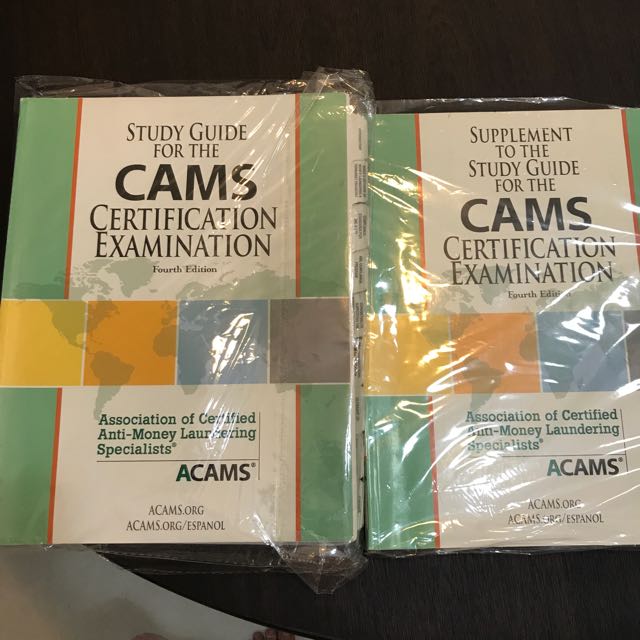 STUDY GUIDE
FOR THE
CAMS
CERTIFICATION
EXAMINATION
Fourth Edition
Association of Certified
Anti-Money Laundering
Specialists®
ACAMS®
ACAMS.ORG
ACAMS.ORG/ESPANOL
SUPPLEMENT
TO THE
STUDY GUIDE
FOR THE
CAMS
CERTIFICATION
EXAMINATION
Fourth Edition
Association of Certified
Anti-Money Laundering
Specialists®
ACAMS®
ACAMS.ORG
ACAMS.ORG/ESPANOL